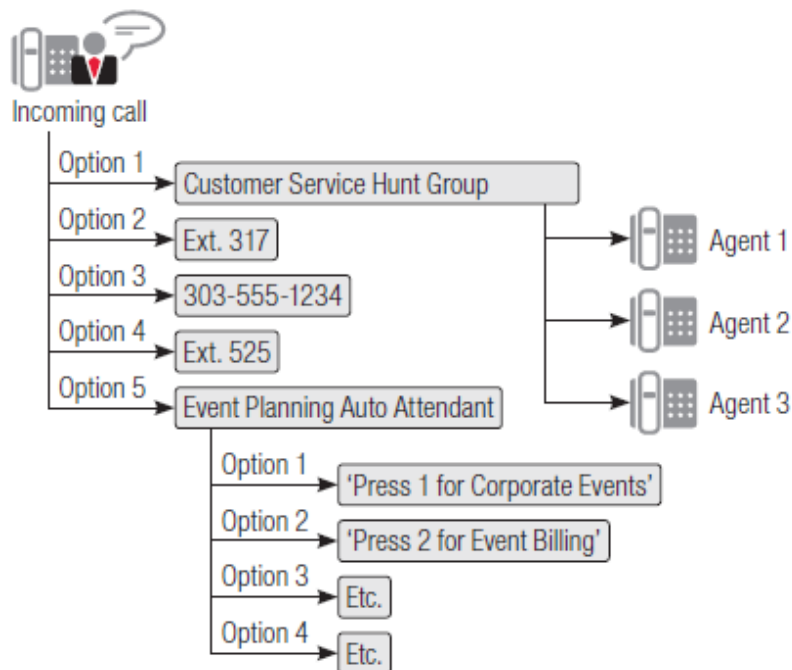 Incoming call
Option 1
Customer Service Hunt Group
Option 2
Ext. 317
Agent 1
Option 3
303-555-1234
Option 4
Ext. 525
Agent 2
Option 5
Event Planning Auto Attendant
Agent 3
Option 1
'Press 1 for Corporate Events'
Option 2
'Press 2 for Event Billing'
Option 3
Etc.
Option 4
Etc.